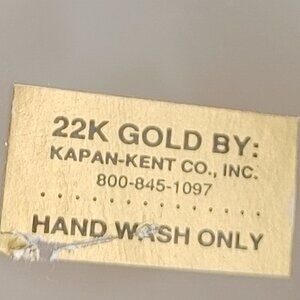 22K GOLD BY:
KAPAN-KENT CO., INC.
800-845-1097
HAND WASH ONLY